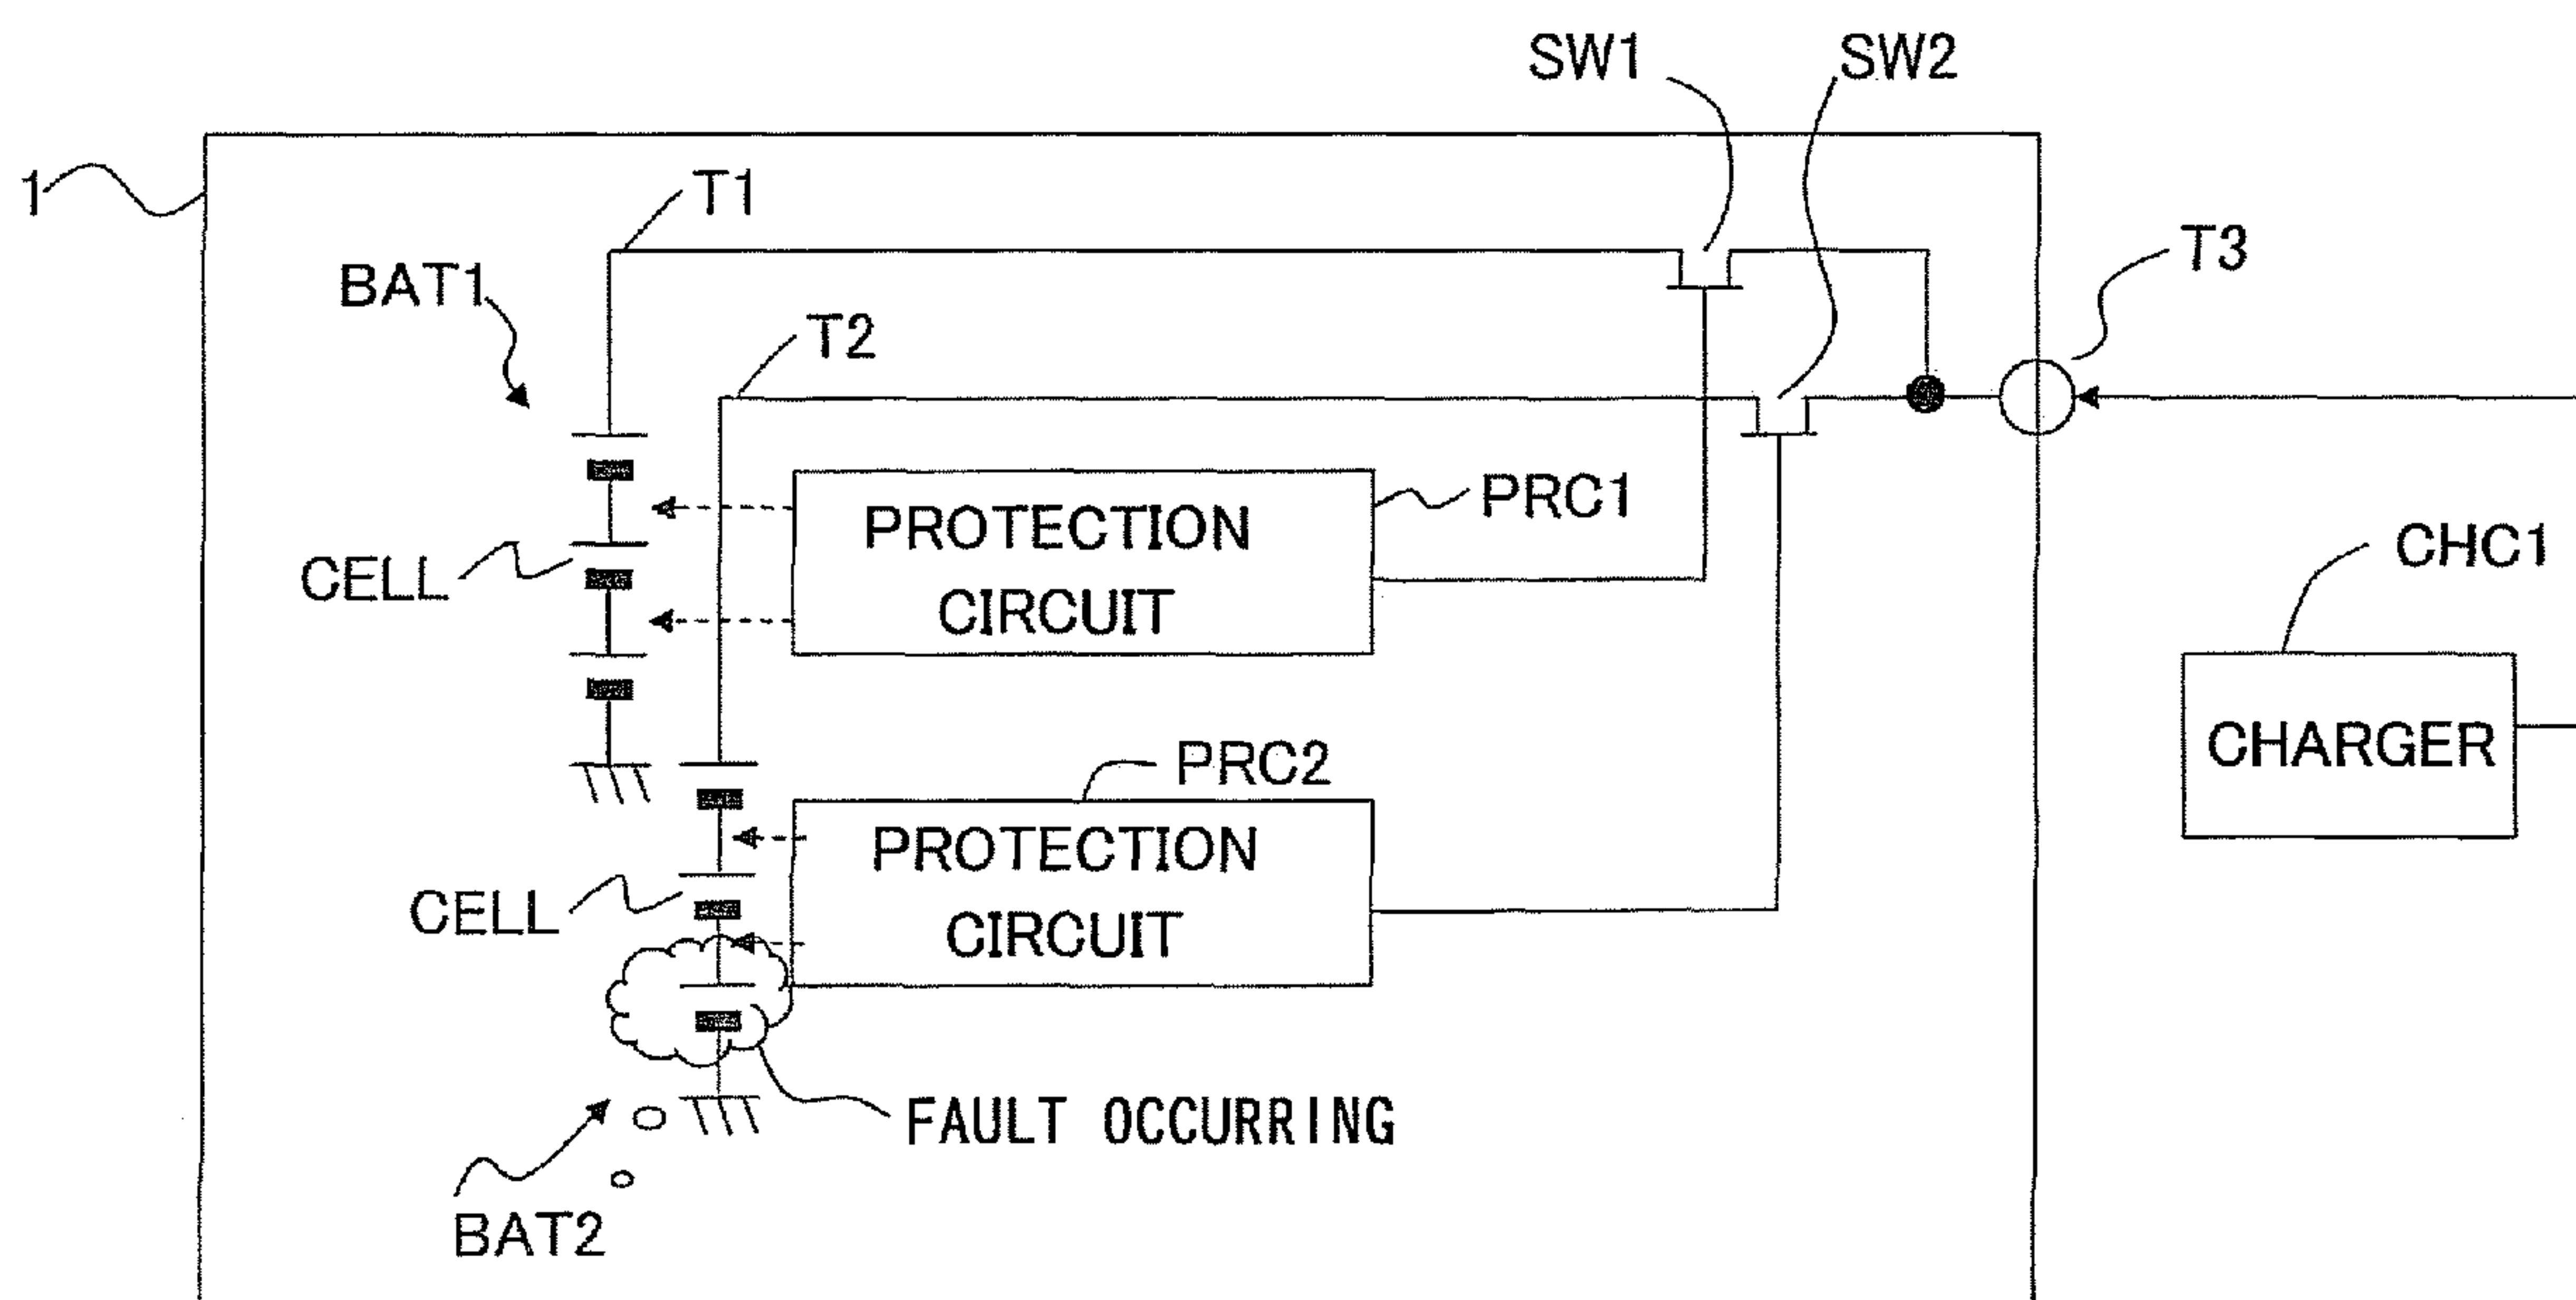 SW1
SW2
1
T1
T3
BAT1
T2
PRC1
PROTECTION
CIRCUIT
CELL
CHC1
CHARGER
PRC2
PROTECTION
CIRCUIT
CELL
FAULT OCCURRING
BAT2